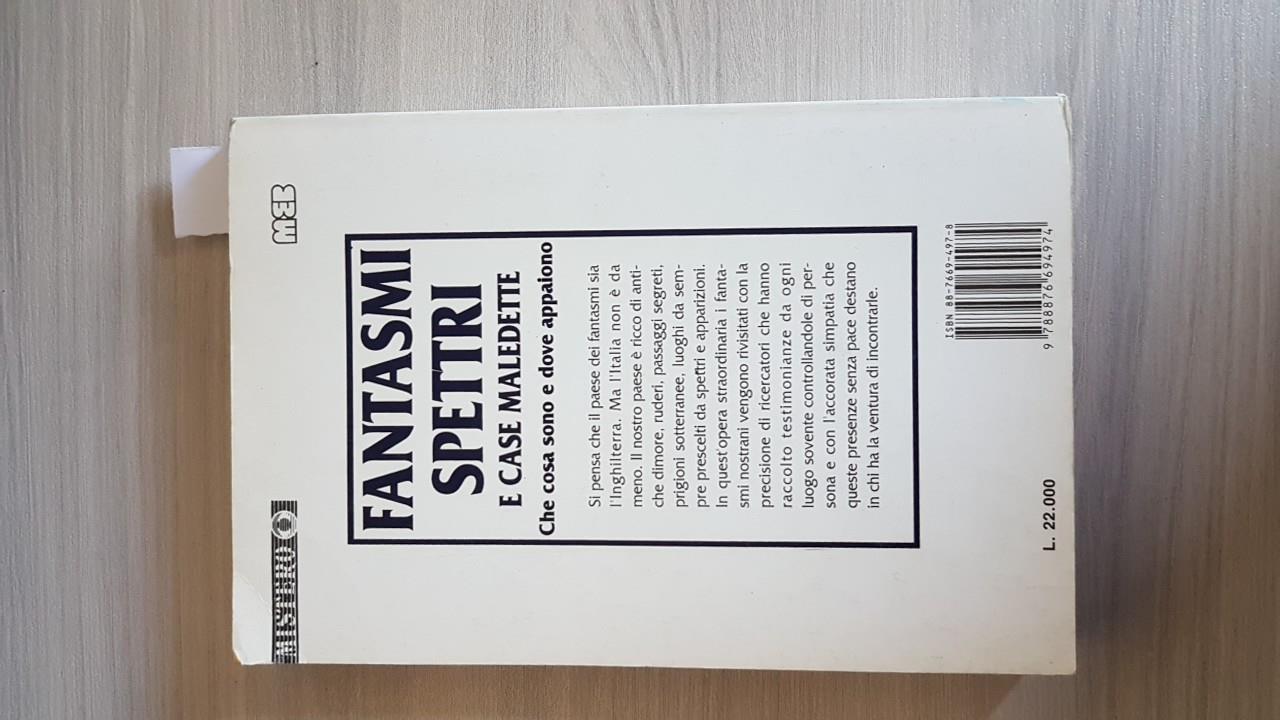 MISTERO
MEB
FANTASMI
SPETTRI
E CASE MALEDETTE
Che cosa sono e dove appaiono
Si pensa che il paese dei fantasmi sia
l'Inghilterra. Ma l'Italia non è da
meno. Il nostro paese è ricco di anti-
che dimore, ruderi, passaggi segreti,
prigioni sotterranee, luoghi da sem-
pre prescelti da spettri e apparizioni.
In quest'opera straordinaria i fanta-
smi nostrani vengono rivisitati con la
precisione di ricercatori che hanno
raccolto testimonianze da ogni
luogo sovente controllandole di per-
sona e con l'accorata simpatia che
queste presenze senza pace destano
in chi ha la ventura di incontrarle.
ISBN 88-7669-497-8
9 788876 694974
L. 22.000